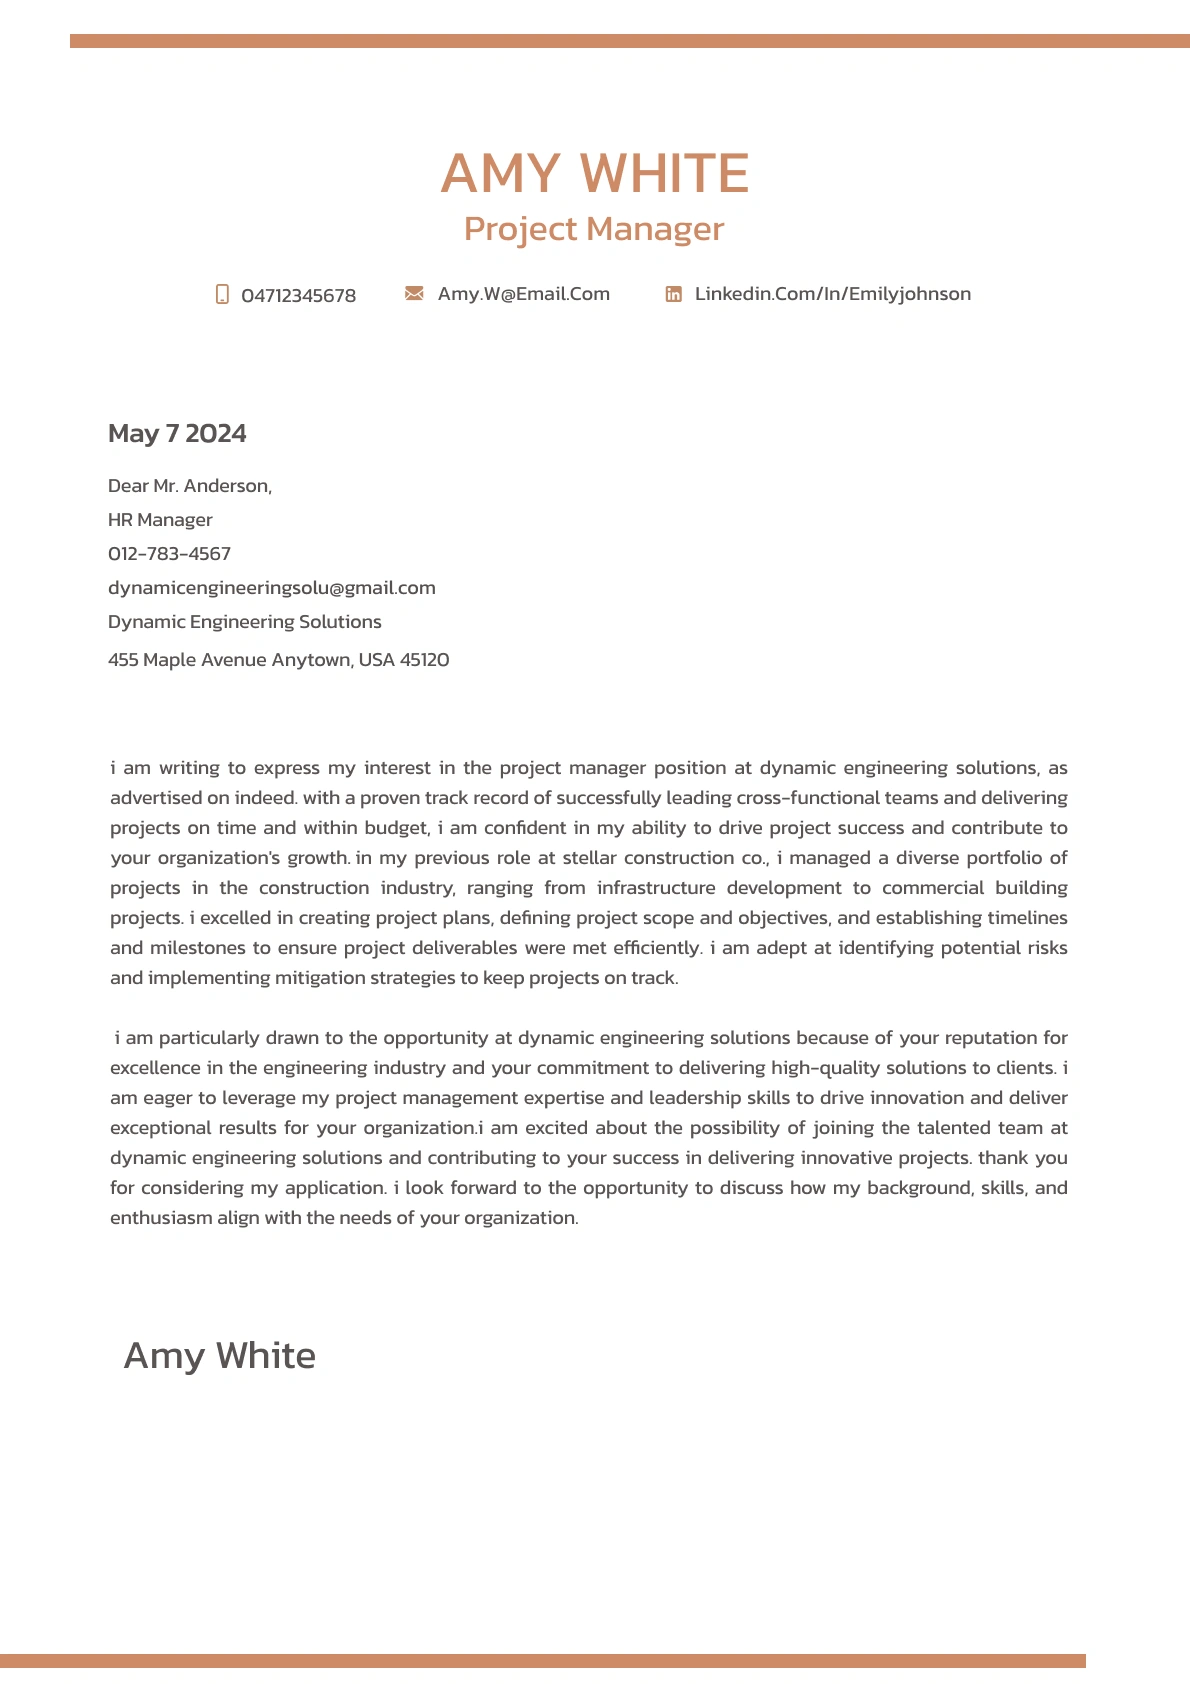 AMY WHITE
Project Manager
04712345678 Amy.W@Email.Com Linkedin.Com/In/Emilyjohnson
May 7 2024
Dear Mr. Anderson,
HR Manager
012-783-4567
dynamicengineeringsolu@gmail.com
Dynamic Engineering Solutions
455 Maple Avenue Anytown, USA 45120
i am writing to express my interest in the project manager position at dynamic engineering solutions, as
advertised on indeed. with a proven track record of successfully leading cross-functional teams and delivering
projects on time and within budget, i am confident in my ability to drive project success and contribute to
your organization's growth. in my previous role at stellar construction co., i managed a diverse portfolio of
projects in the construction industry, ranging from infrastructure development to commercial building
projects. i excelled in creating project plans, defining project scope and objectives, and establishing timelines
and milestones to ensure project deliverables were met efficiently. i am adept at identifying potential risks
and implementing mitigation strategies to keep projects on track.
i am particularly drawn to the opportunity at dynamic engineering solutions because of your reputation for
excellence in the engineering industry and your commitment to delivering high-quality solutions to clients. i
am eager to leverage my project management expertise and leadership skills to drive innovation and deliver
exceptional results for your organization.i am excited about the possibility of joining the talented team at
dynamic engineering solutions and contributing to your success in delivering innovative projects. thank you
for considering my application. i look forward to the opportunity to discuss how my background, skills, and
enthusiasm align with the needs of your organization.
Amy White